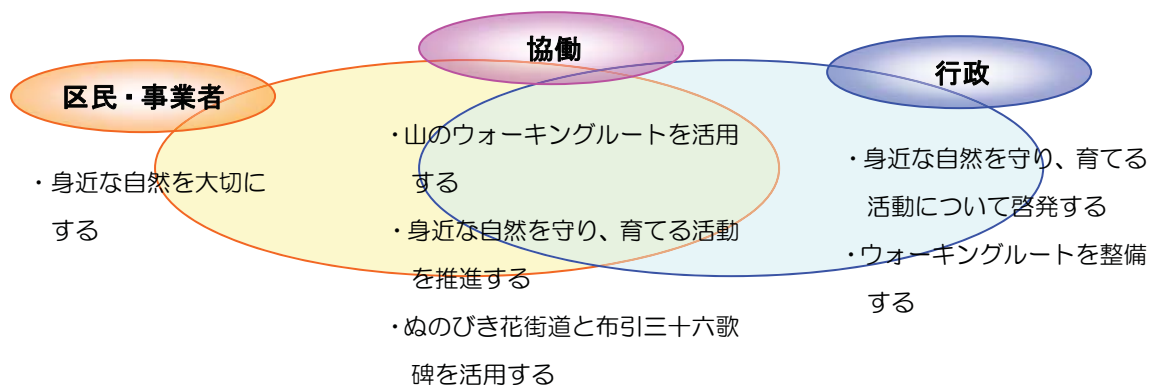 協働
区民・事業者
行政
・身近な自然を大切に
する
・山のウォーキングルートを活用
する
・身近な自然を守り、育てる活動
を推進する
・ぬのびき花街道と布引三十六歌
碑を活用する
・身近な自然を守り、育てる
活動について啓発する
・ウォーキングルートを整備
する